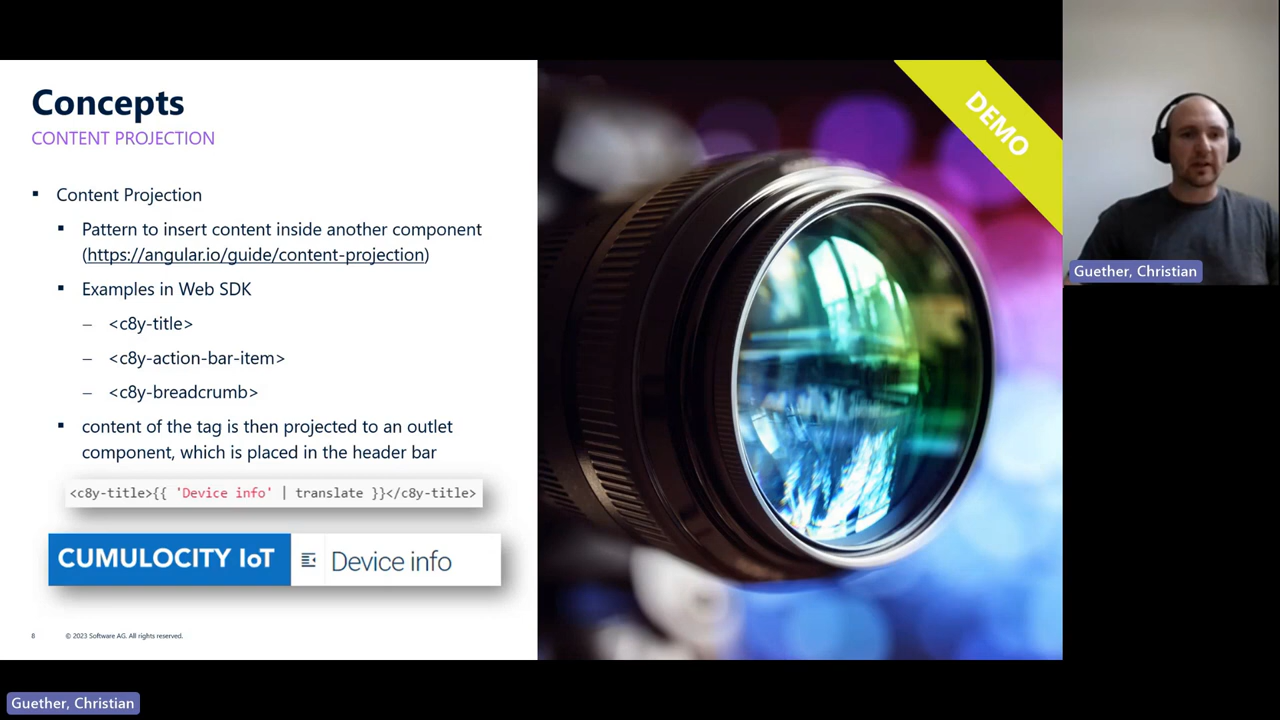 Concepts
CONTENT PROJECTION
▪ Content Projection
▪ Pattern to insert content inside another component
(https://angular.io/guide/content-projection)
▪ Examples in Web SDK
– <c8y-title>
– <c8y-action-bar-item>
– <c8y-breadcrumb>
▪ content of the tag is then projected to an outlet
component, which is placed in the header bar
<c8y-title>{{ 'Device info' | translate }}</c8y-title>
CUMULOCITY IoT Device info
8 © 2023 Software AG. All rights reserved.
DEMO
Guether, Christian
Guether, Christian